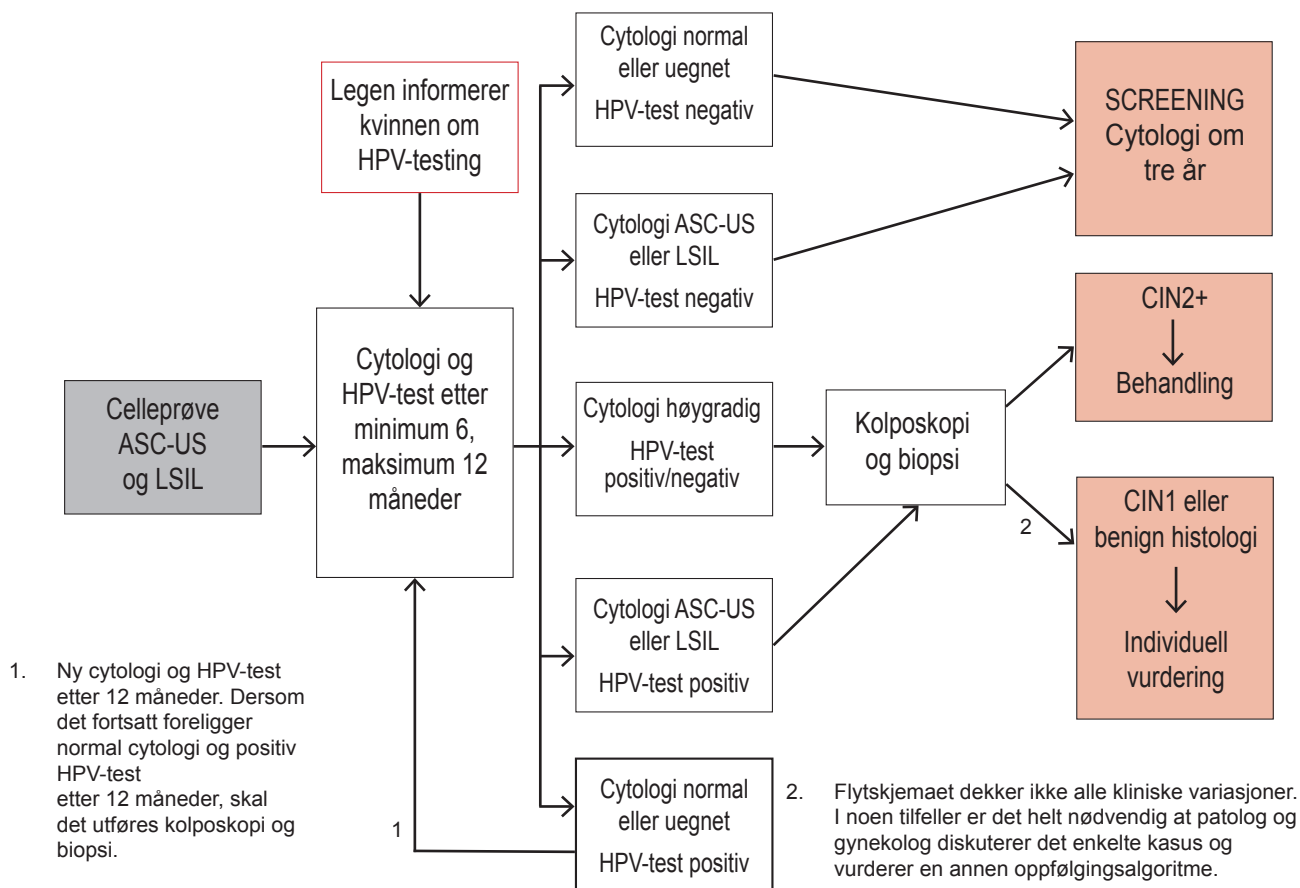 Legen informerer
kvinnen om
HPV-testing
Celleprøve
ASC-US
og LSIL
Cytologi og
HPV-test etter
minimum 6,
maksimum 12
måneder
Cytologi normal
eller uegnet
HPV-test negativ
Cytologi ASC-US
eller LSIL
HPV-test negativ
Cytologi høygradig
HPV-test
positiv/negativ
Cytologi ASC-US
eller LSIL
HPV-test positiv
Cytologi normal
eller uegnet
HPV-test positiv
1
Kolposkopi
og biopsi
2
SCREENING
Cytologi om
tre år
CIN2+
Behandling
CIN1 eller
benign histologi
Individuell
vurdering
1. Ny cytologi og HPV-test
etter 12 måneder. Dersom
det fortsatt foreligger
normal cytologi og positiv
HPV-test
etter 12 måneder, skal
det utføres kolposkopi og
biopsi.
2. Flytskjemaet dekker ikke alle kliniske variasjoner.
I noen tilfeller er det helt nødvendig at patolog og
gynekolog diskuterer det enkelte kasus og
vurderer en annen oppfølgingsalgoritme.